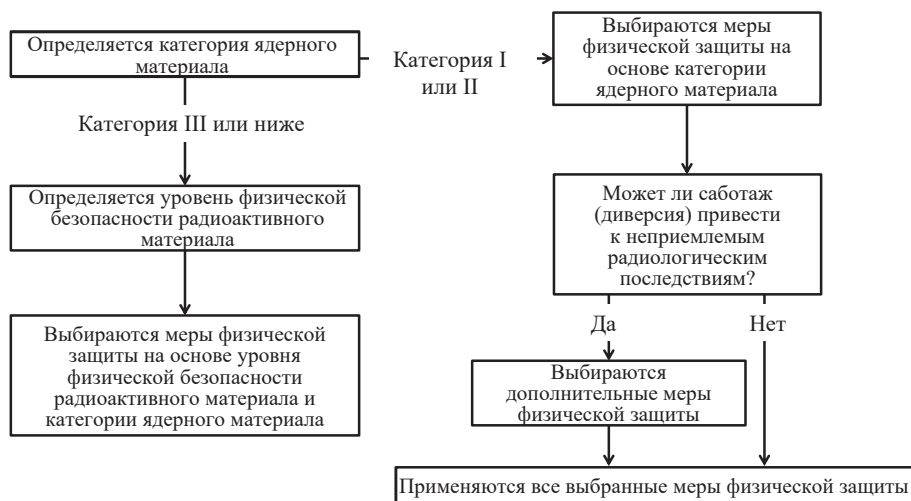 Определяется категория ядерного
материала
Категория I
или II
Выбираются меры
физической защиты на
основе категории
ядерного материала
Категория III или ниже
Определяется уровень физической
безопасности радиоактивного
материала
Может ли саботаж
(диверсия) привести
к неприемлемым
радиологическим
последствиям?
Выбираются меры физической
защиты на основе уровня
физической безопасности
радиоактивного материала и
категории ядерного материала
Да
Нет
Выбираются
дополнительные меры
физической защиты
Применяются все выбранные меры физической защиты